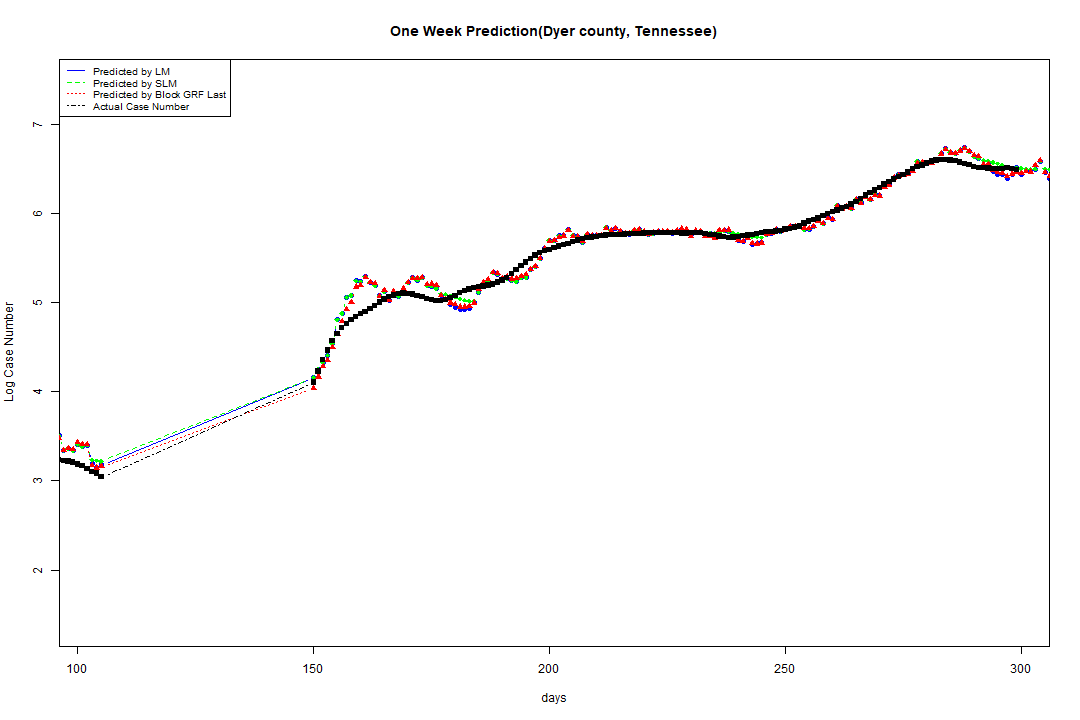 One Week Prediction(Dyer county, Tennessee)
Predicted by LM
Predicted by SLM
Predicted by Block GRF Last
Actual Case Number
Log Case Number
7
6
5
4
3
2
100 150 200 250 300
days